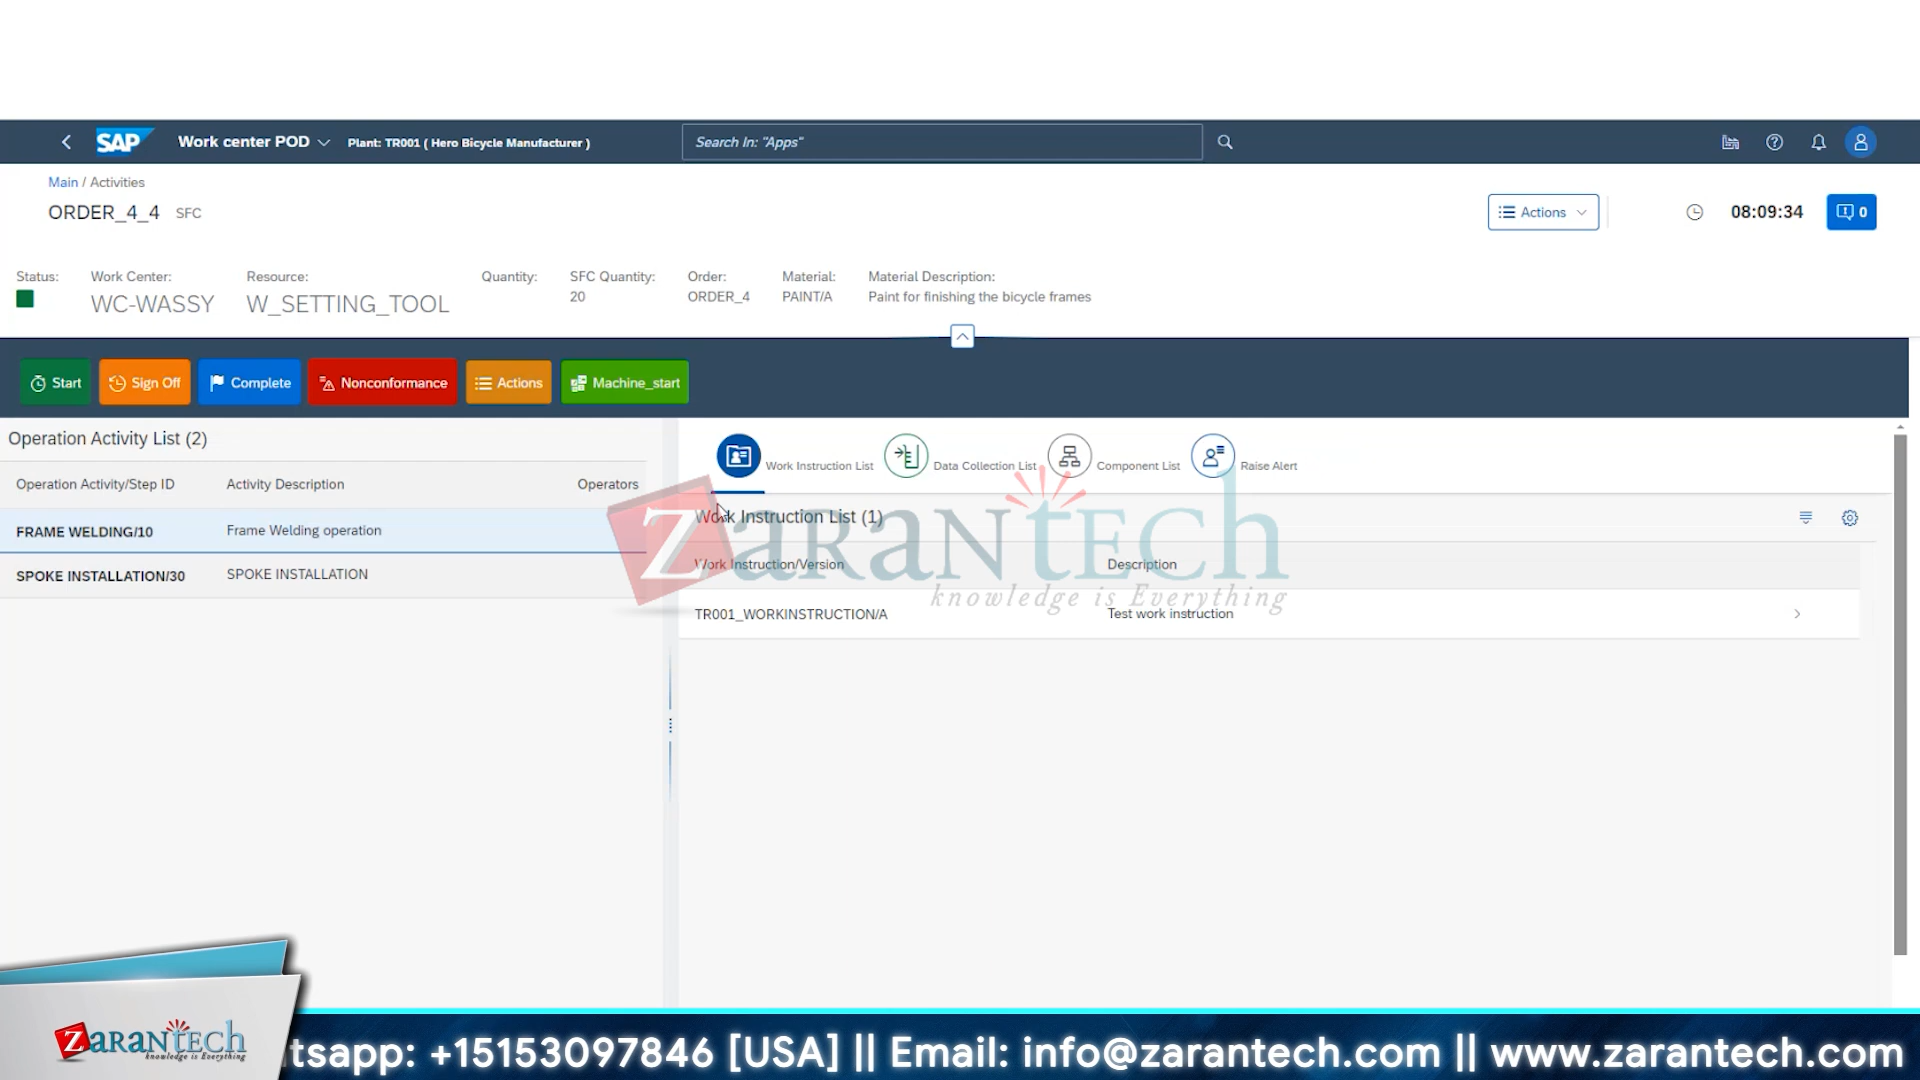 SAP Work center POD Plant: TR001 ( Hero Bicycle Manufacturer ) Search In: "Apps"
Main / Activities
ORDER_4_4 SFC Actions 08:09:34 0
Status: Work Center: Resource: Quantity: SFC Quantity: Order: Material: Material Description:
WC-WASSY W_SETTING_TOOL 20 ORDER_4 PAINT/A Paint for finishing the bicycle frames
Start Sign Off Complete Nonconformance Actions Machine_start
Operation Activity List (2)
Operation Activity/Step ID Activity Description Operators
FRAME WELDING/10 Frame Welding operation
SPOKE INSTALLATION/30 SPOKE INSTALLATION
Work Instruction List Data Collection List Component List Raise Alert
Work Instruction List (1)
Work Instruction/Version Description
TR001_WORKINSTRUCTION/A Test work instruction
ZaranTech
knowledge is Everything
ZaranTech
knowledge is Everything
tsapp: +15153097846 [USA] || Email: info@zarantech.com || www.zarantech.com